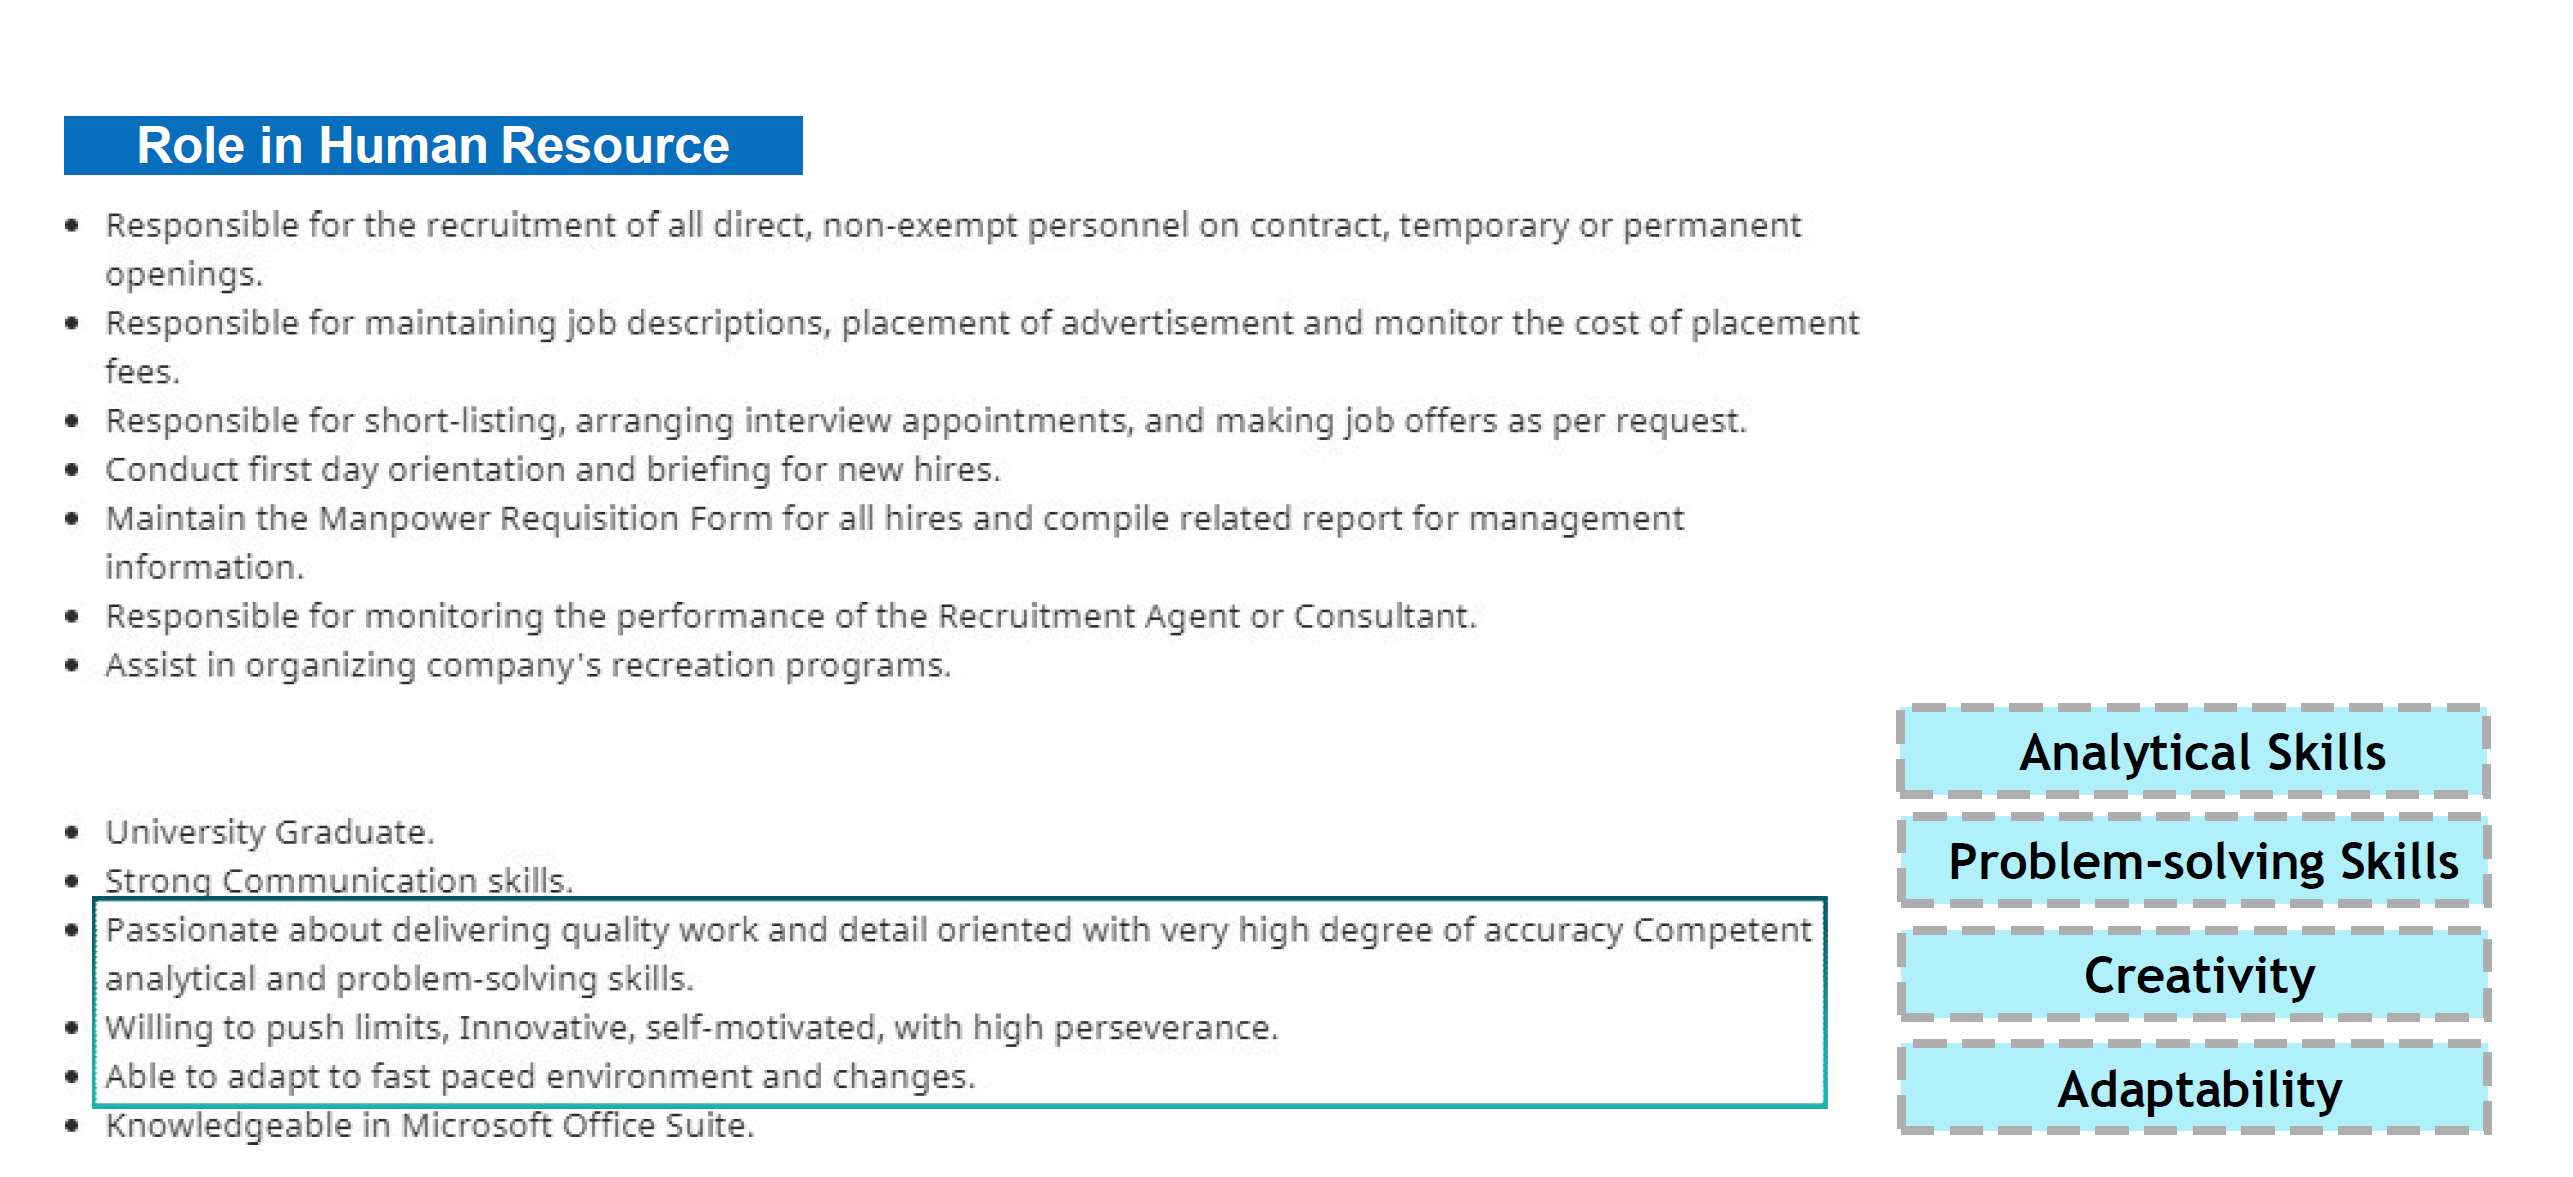 Role in Human Resource
• Responsible for the recruitment of all direct, non-exempt personnel on contract, temporary or permanent
openings.
• Responsible for maintaining job descriptions, placement of advertisement and monitor the cost of placement
fees.
• Responsible for short-listing, arranging interview appointments, and making job offers as per request.
• Conduct first day orientation and briefing for new hires.
• Maintain the Manpower Requisition Form for all hires and compile related report for management
information.
• Responsible for monitoring the performance of the Recruitment Agent or Consultant.
• Assist in organizing company's recreation programs.
• University Graduate.
• Strong Communication skills.
• Passionate about delivering quality work and detail oriented with very high degree of accuracy Competent
analytical and problem-solving skills.
• Willing to push limits, Innovative, self-motivated, with high perseverance.
• Able to adapt to fast paced environment and changes.
• Knowledgeable in Microsoft Office Suite.
Analytical Skills
Problem-solving Skills
Creativity
Adaptability